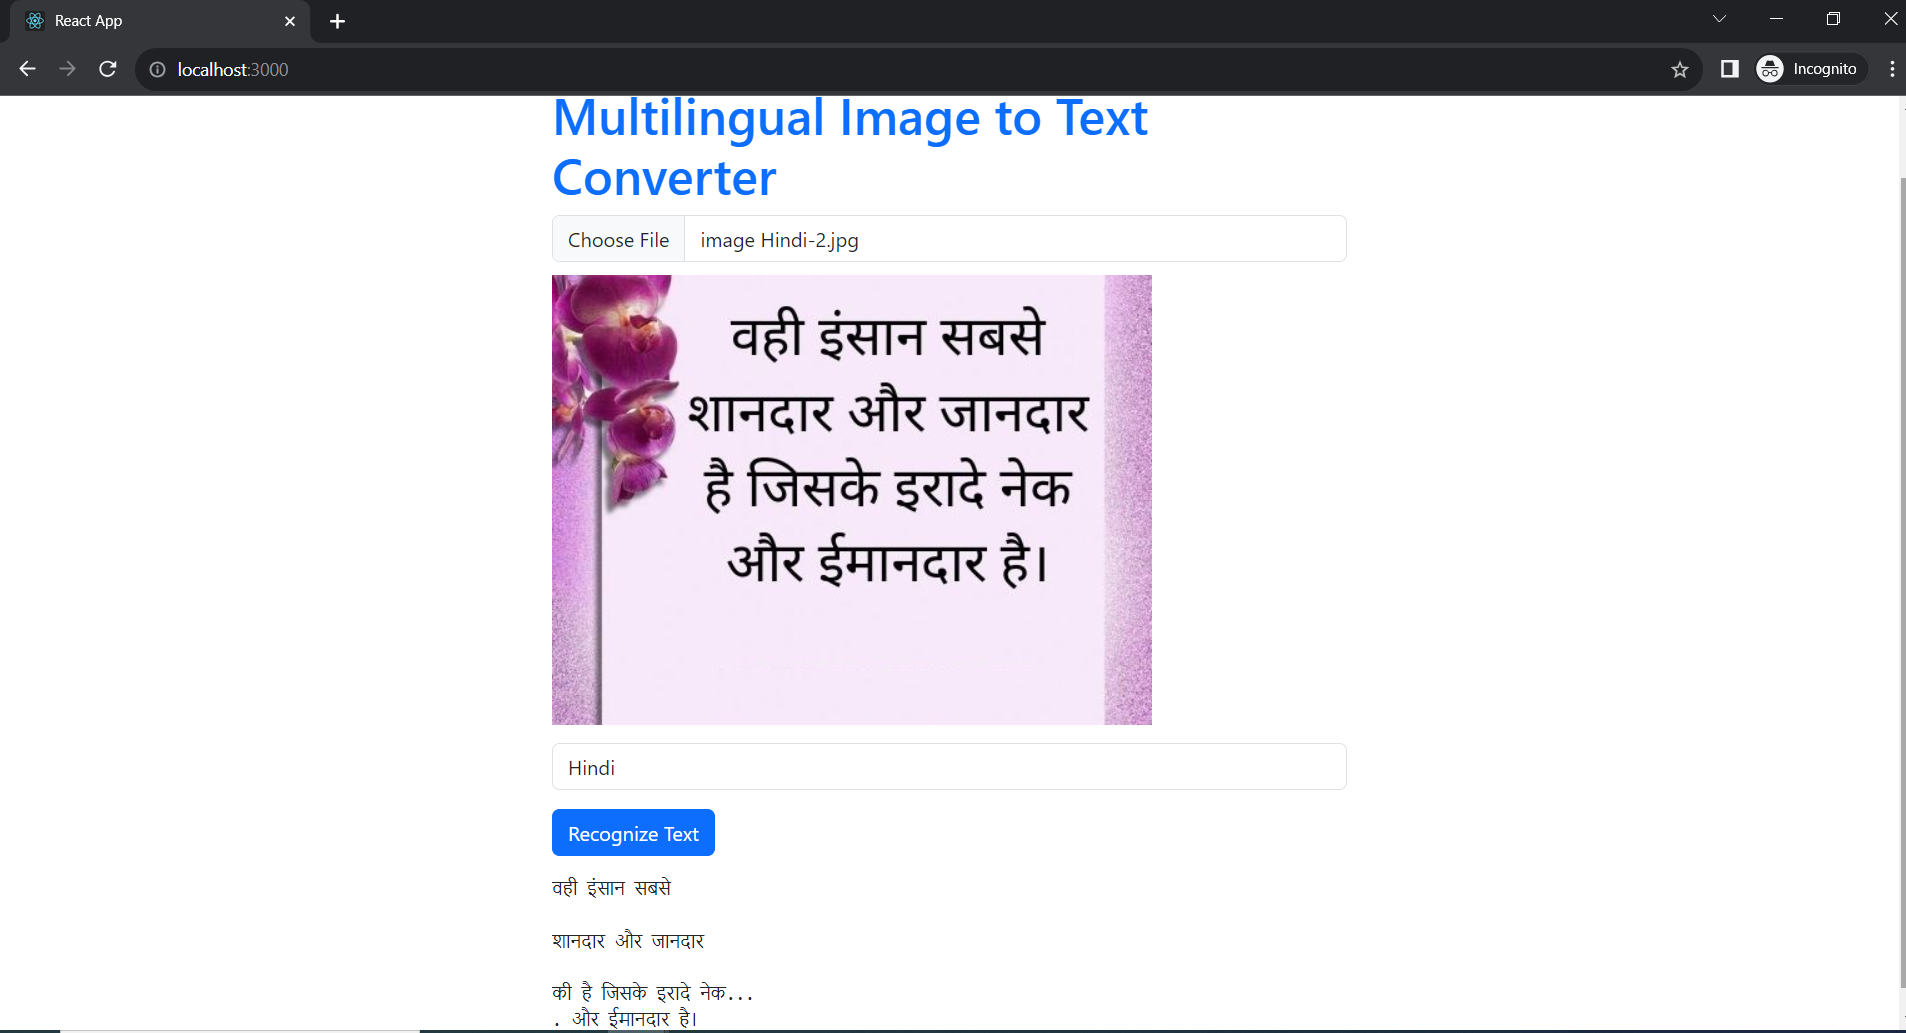 React App
localhost:3000
Incognito
Multilingual Image to Text
Converter
Choose File image Hindi-2.jpg
वही इंसान सबसे
शानदार और जानदार
है जिसके इरादे नेक
और ईमानदार है।
Hindi
Recognize Text
वही इंसान सबसे
शानदार और जानदार
की है जिसके इरादे नेक...
. और ईमानदार है।